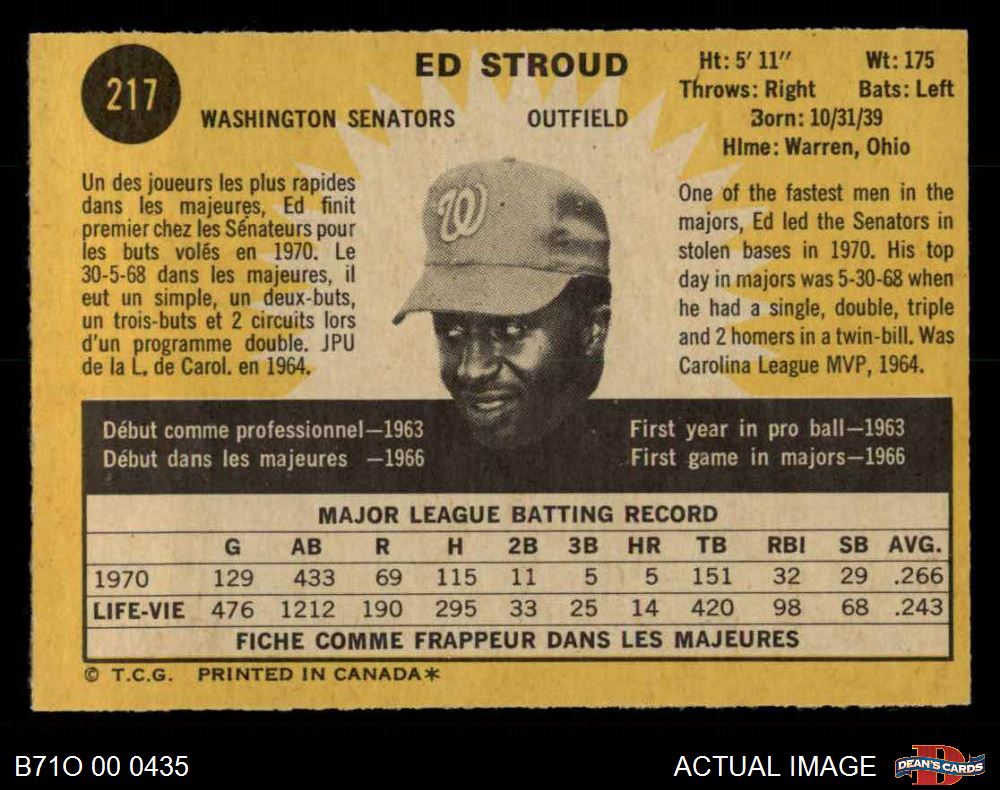 217
ED STROUD
WASHINGTON SENATORS OUTFIELD
Ht: 5' 11" Wt: 175
Throws: Right Bats: Left
Born: 10/31/39
HIme: Warren, Ohio
Un des joueurs les plus rapides
dans les majeures, Ed finit
premier chez les Sénateurs pour
les buts volés en 1970. Le
30-5-68 dans les majeures, il
eut un simple, un deux-buts,
un trois-buts et 2 circuits lors
d'un programme double. JPU
de la L. de Carol. en 1964.
One of the fastest men in the
majors, Ed led the Senators in
stolen bases in 1970. His top
day in majors was 5-30-68 when
he had a single, double, triple
and 2 homers in a twin-bill. Was
Carolina League MVP, 1964.
Début comme professionnel—1963
Début dans les majeures —1966
First year in pro ball—1963
First game in majors—1966
MAJOR LEAGUE BATTING RECORD
G AB R H 2B 3B HR TB RBI SB AVG.
1970 129 433 69 115 11 5 5 151 32 29 .266
LIFE-VIE 476 1212 190 295 33 25 14 420 98 68 .243
FICHE COMME FRAPPEUR DANS LES MAJEURES
© T.C.G. PRINTED IN CANADA*
B71O 00 0435
ACTUAL IMAGE
DEAN'S CARDS